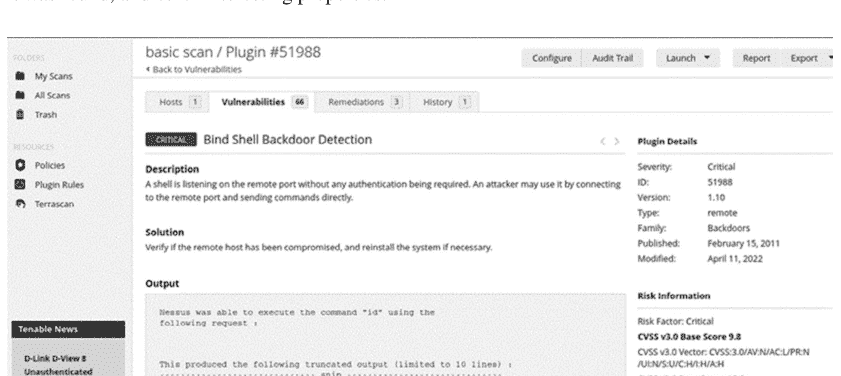 basic scan / Plugin #51988
Back to Vulnerabilities
Configure
Audit Trail
Launch
Report
Export
FOLDERS
My Scans
All Scans
Trash
RESOURCES
Policies
Plugin Rules
Terrascan
Hosts 1
Vulnerabilities 66
Remediations 3
History 1
CRITICAL Bind Shell Backdoor Detection
Description
A shell is listening on the remote port without any authentication being required. An attacker may use it by connecting
to the remote port and sending commands directly.
Solution
Verify if the remote host has been compromised, and reinstall the system if necessary.
Output
Nessus was able to execute the command "id" using the
following request :
This produced the following truncated output (limited to 10 lines) :
------------------------------ snip ------------------------------
Plugin Details
Severity: Critical
ID: 51988
Version: 1.10
Type: remote
Family: Backdoors
Published: February 15, 2011
Modified: April 11, 2022
Risk Information
Risk Factor: Critical
CVSS v3.0 Base Score 9.8
CVSS v3.0 Vector: CVSS:3.0/AV:N/AC:L/PR:N
/UI:N/S:U/C:H/I:H/A:H
Tenable News
D-Link D-View 8
Unauthenticated